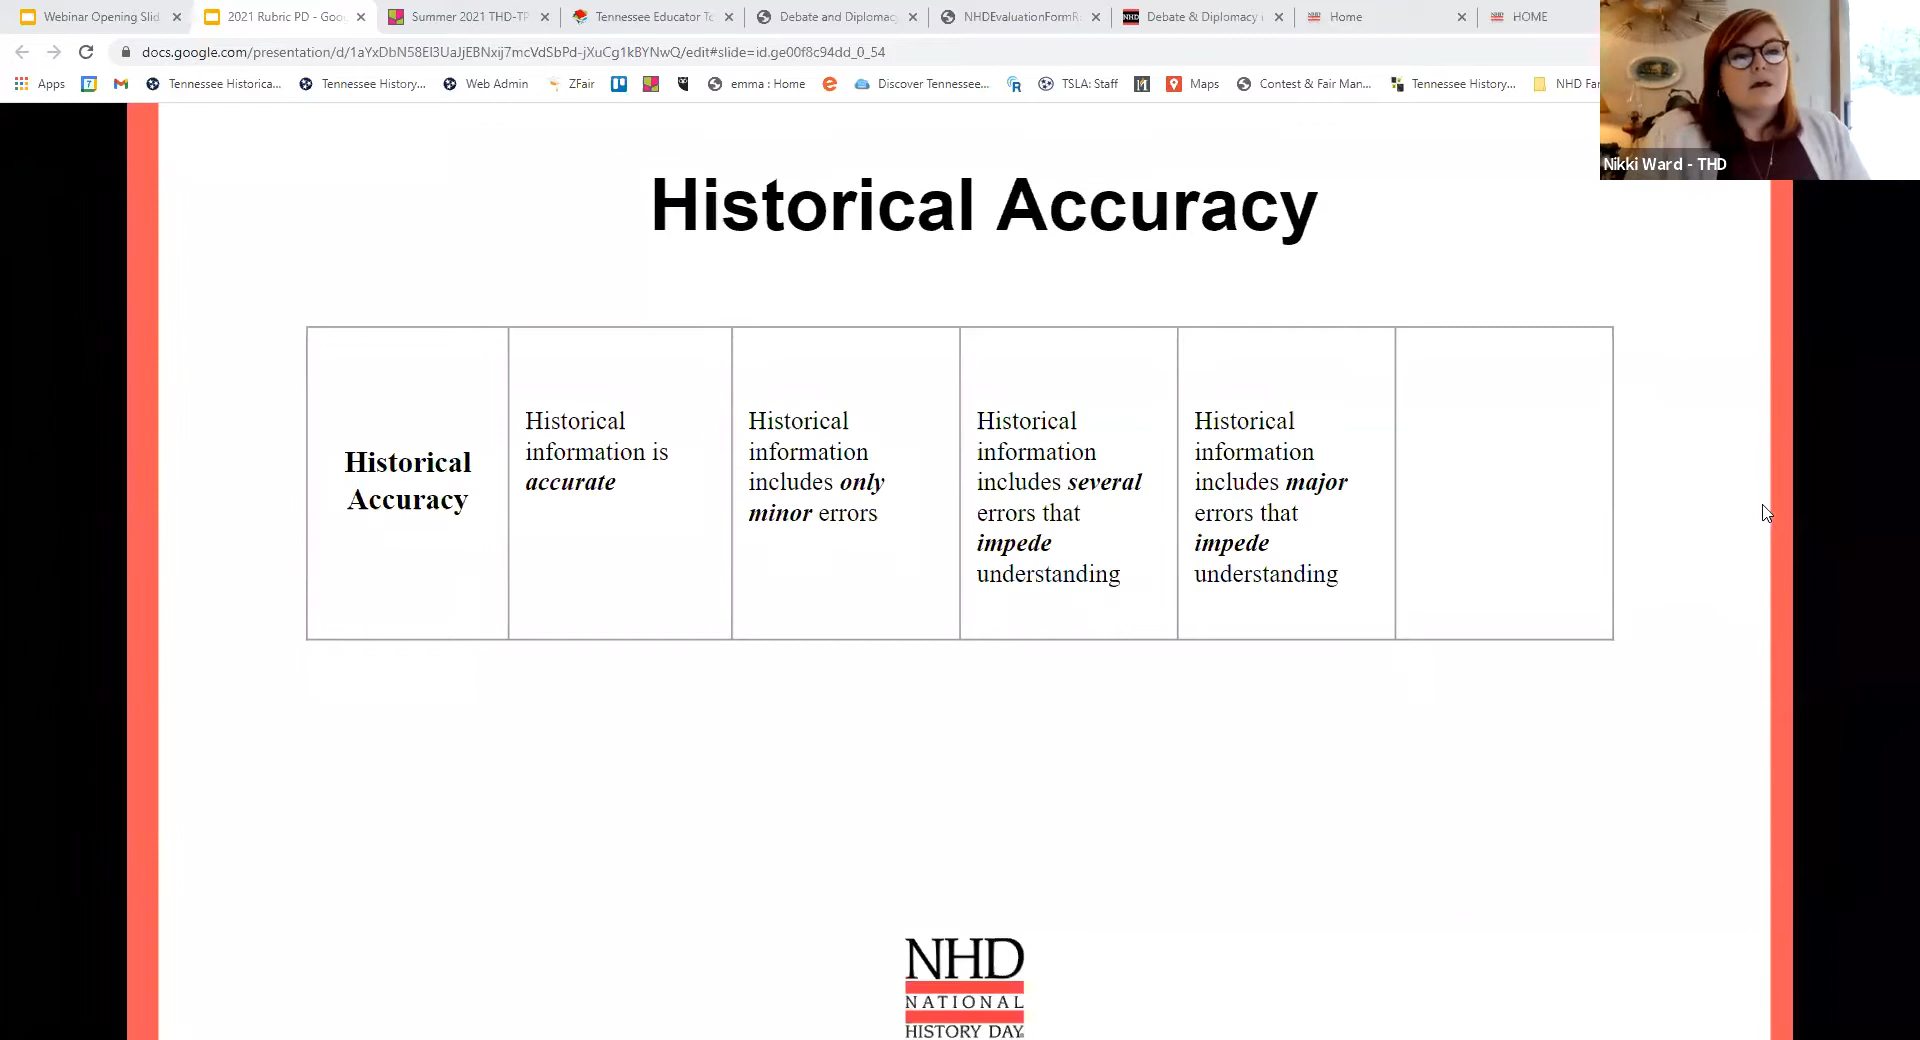 Webinar Opening Slid
2021 Rubric PD - Goo
Summer 2021 THD-TP
Tennessee Educator To
Debate and Diplomac
NHDEvaluationFormR
Debate & Diplomacy
Home
HOME
docs.google.com/presentation/d/1aYxDbN58EI3UaJjEBNxij7mcVdSbPd-jXuCg1kBYNwQ/edit#slide=id.ge00f8c94dd_0_54
Apps
Tennessee Historica...
Tennessee History...
Web Admin
ZFair
emma : Home
Discover Tennessee...
TSLA: Staff
Maps
Contest & Fair Man...
Tennessee History...
NHD Fa
Nikki Ward - THD
Historical Accuracy
Historical
Accuracy
Historical
information is
accurate
Historical
information
includes only
minor errors
Historical
information
includes several
errors that
impede
understanding
Historical
information
includes major
errors that
impede
understanding
NHD
NATIONAL
HISTORY DAY